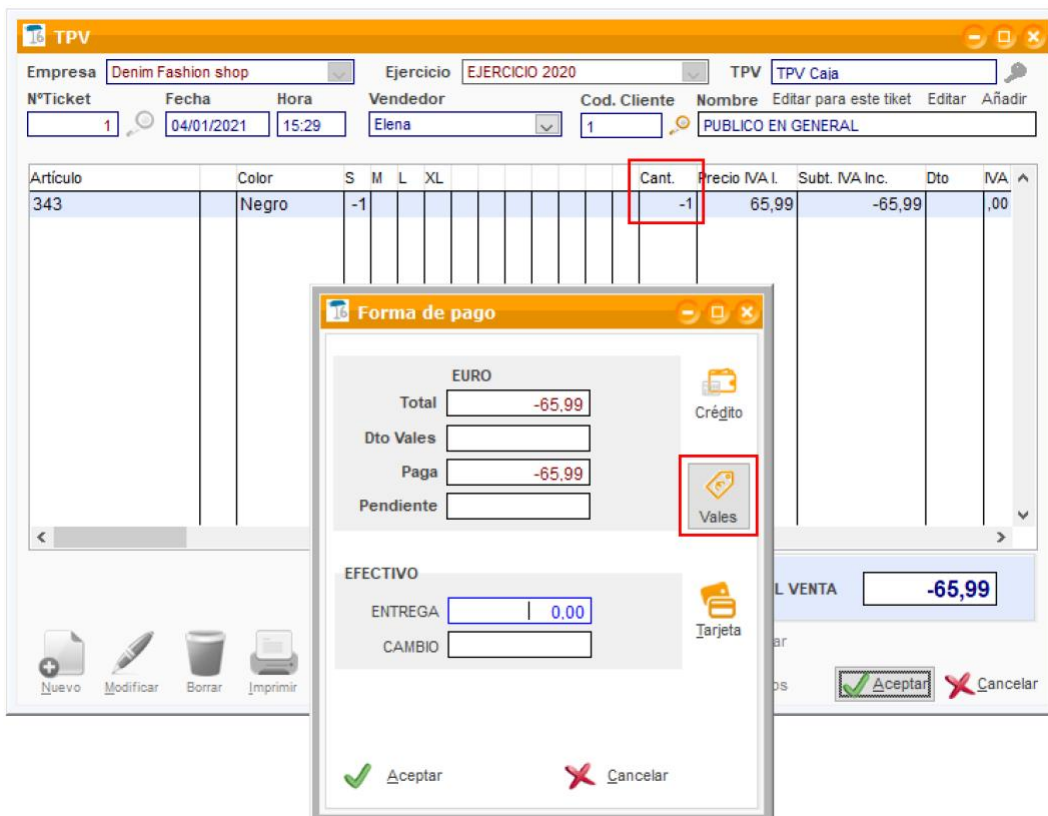 TPV
Empresa Denim Fashion shop Ejercicio EJERCICIO 2020 TPV TPV Caja
NºTicket Fecha Hora Vendedor Cod. Cliente Nombre Editar para este tiket Editar Añadir
1 04/01/2021 15:29 Elena 1 PUBLICO EN GENERAL
Artículo Color S M L XL Cant. Precio IVA I. Subt. IVA Inc. Dto IVA
343 Negro -1 -1 65,99 -65,99 ,00
Forma de pago
EURO
Total -65,99
Crédito
Dto Vales
Paga -65,99
Pendiente
Vales
EFECTIVO
L VENTA -65,99
ENTREGA 0,00
Tarjeta
CAMBIO
ar
Nuevo Modificar Borrar Imprimir
os Aceptar Cancelar
Aceptar Cancelar